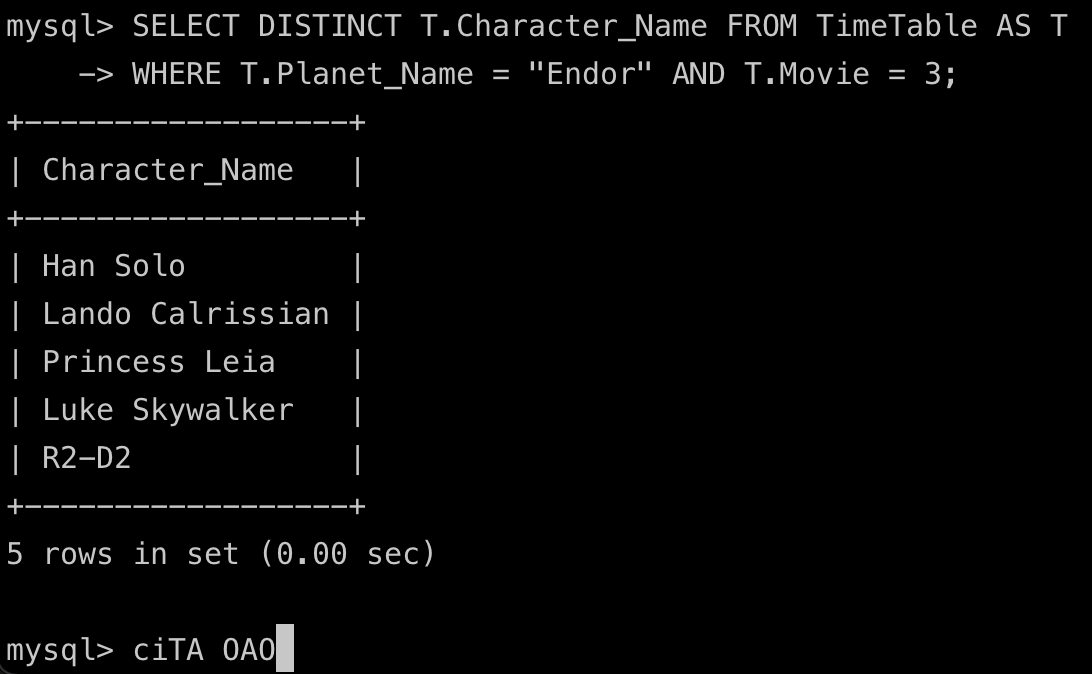 mysql> SELECT DISTINCT T.Character_Name FROM TimeTable AS T
    -> WHERE T.Planet_Name = "Endor" AND T.Movie = 3;
+------------------+
| Character_Name   |
+------------------+
| Han Solo         |
| Lando Calrissian |
| Princess Leia    |
| Luke Skywalker   |
| R2-D2            |
+------------------+
5 rows in set (0.00 sec)

mysql> ciTA OAO